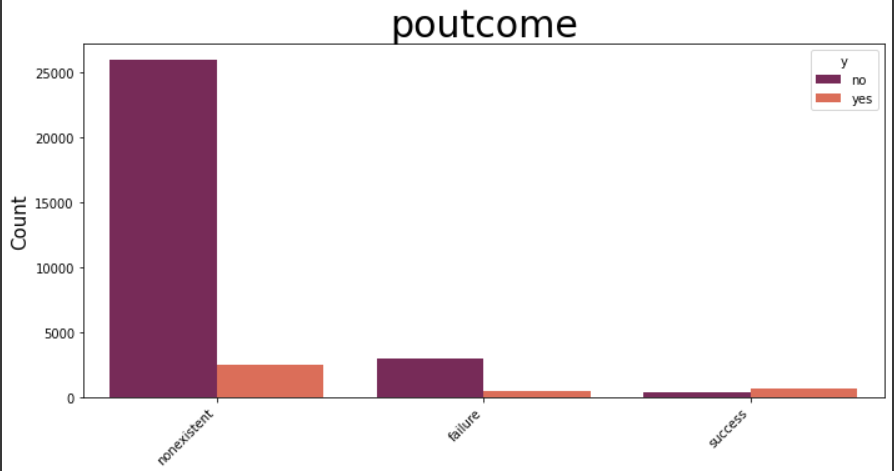 poutcome
y
no
yes
25000
20000
15000
10000
5000
0
Count
nonexistent
failure
success